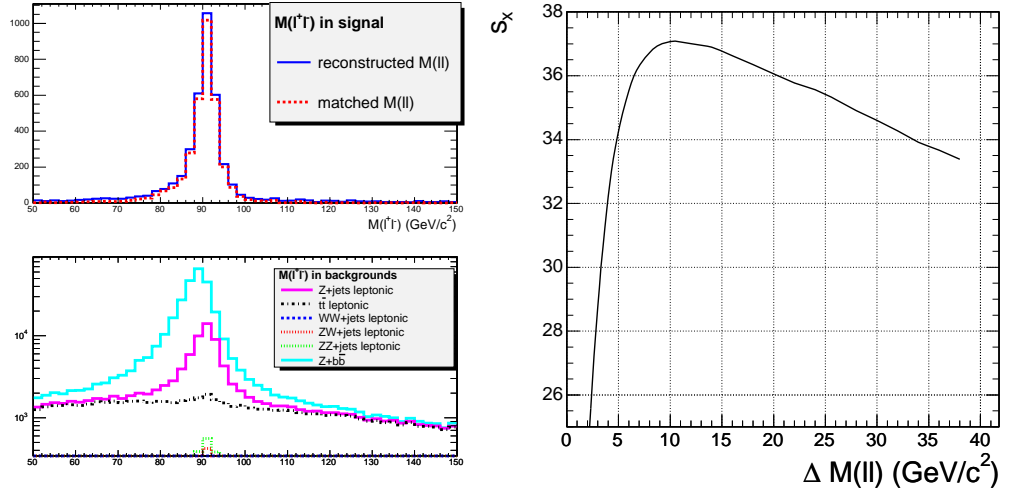 M(l⁺l⁻) in signal
reconstructed M(ll)
matched M(ll)
1000
800
600
400
200
0
50 60 70 80 90 100 110 120 130 140 150
M(l⁺l⁻) (GeV/c²)
M(l⁺l⁻) in backgrounds
Z+jets leptonic
tt̄ leptonic
WW+jets leptonic
ZW+jets leptonic
ZZ+jets leptonic
Z+bb̄
10⁴
10³
50 60 70 80 90 100 110 120 130 140 150
S_X
38
36
34
32
30
28
26
0 5 10 15 20 25 30 35 40
Δ M(ll) (GeV/c²)